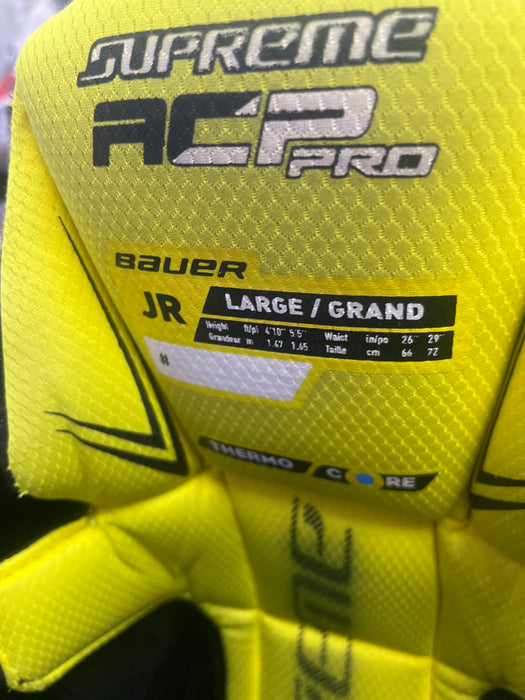 SUPREME
ACP PRO
BAUER
JR LARGE / GRAND
Height ft/pi 4'10" 5'5" Waist in/po 26" 29"
Grandeur m 1.47 1.65 Taille cm 66 72
#
THERMO CORE